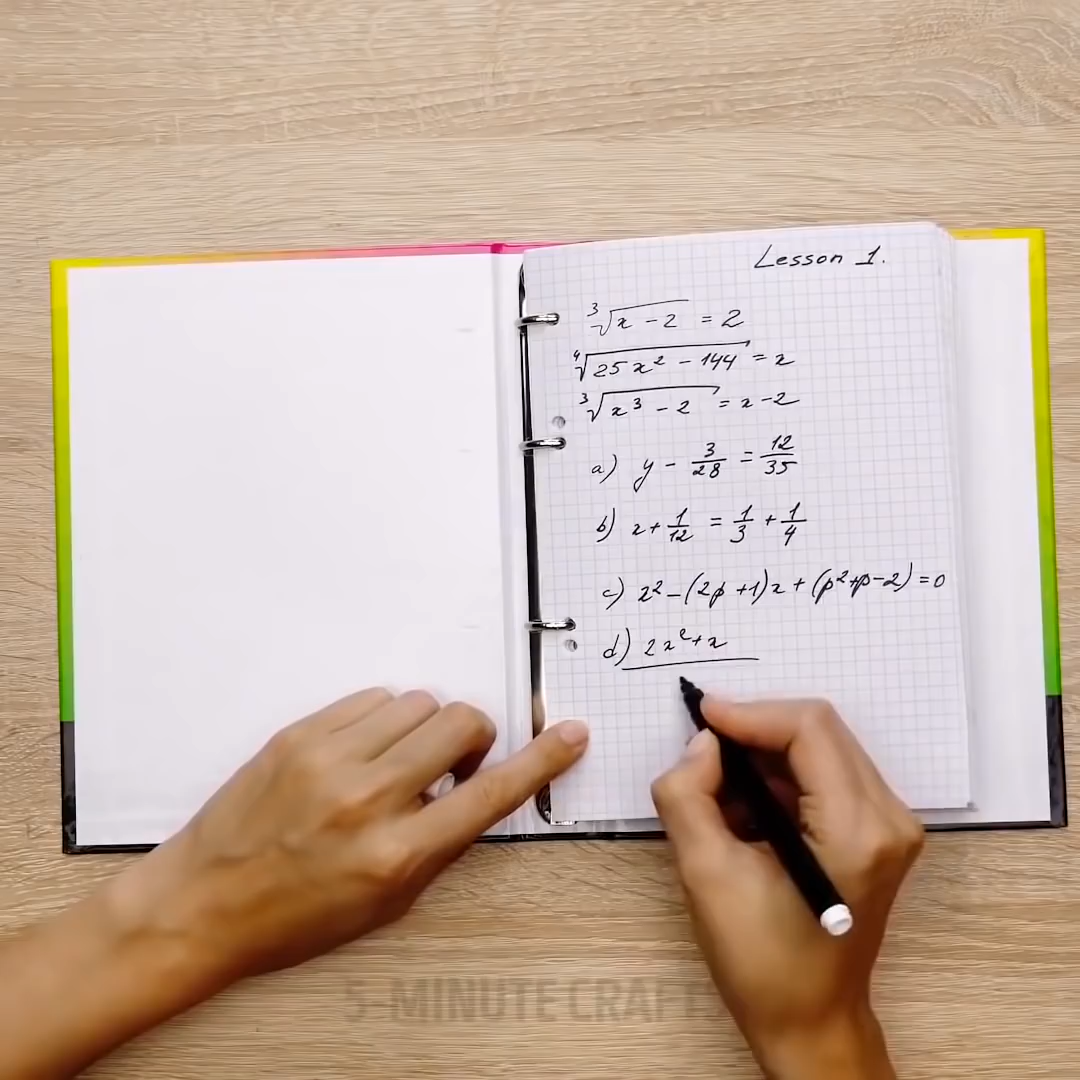 Lesson 1.
∛(x - 2) = 2
∜(25x² - 144) = x
∛(x³ - 2) = x - 2
a) y - 3/28 = 12/35
b) x + 1/12 = 1/3 + 1/4
c) x² - (2p + 1)x + (p² + p - 2) = 0
d) 2x² + x
5-MINUTE CRAFTS